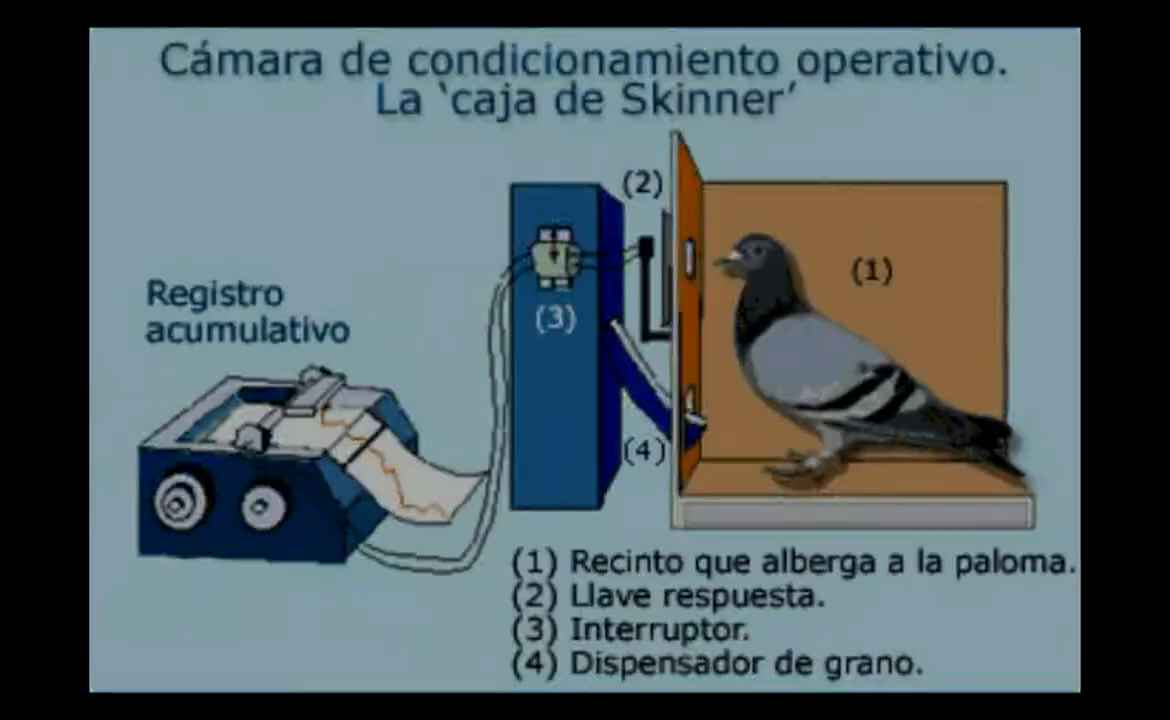 Cámara de condicionamiento operativo.
La ‘caja de Skinner’
(2)
(1)
Registro
acumulativo
(3)
(4)
(1) Recinto que alberga a la paloma.
(2) Llave respuesta.
(3) Interruptor.
(4) Dispensador de grano.